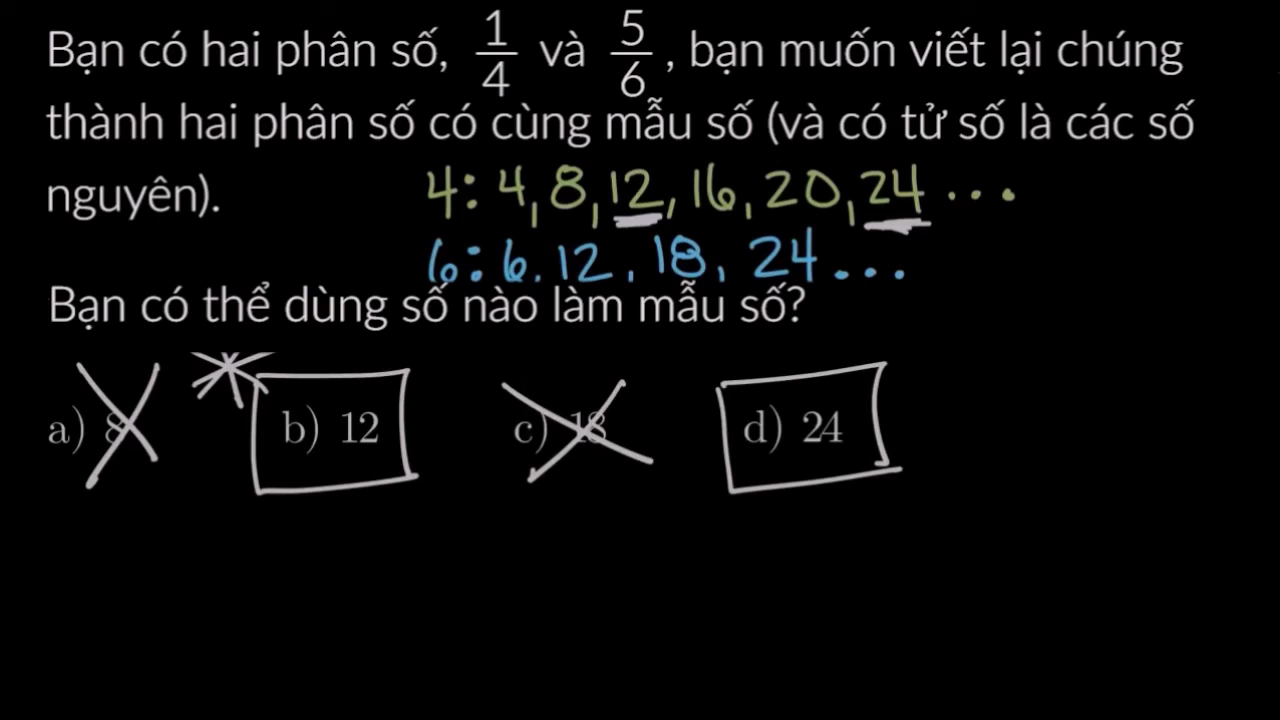 Bạn có hai phân số, 1/4 và 5/6, bạn muốn viết lại chúng
thành hai phân số có cùng mẫu số (và có tử số là các số
nguyên).
4: 4, 8, 12, 16, 20, 24 ...
6: 6, 12, 18, 24 ...
Bạn có thể dùng số nào làm mẫu số?
a) 8 b) 12 c) 18 d) 24